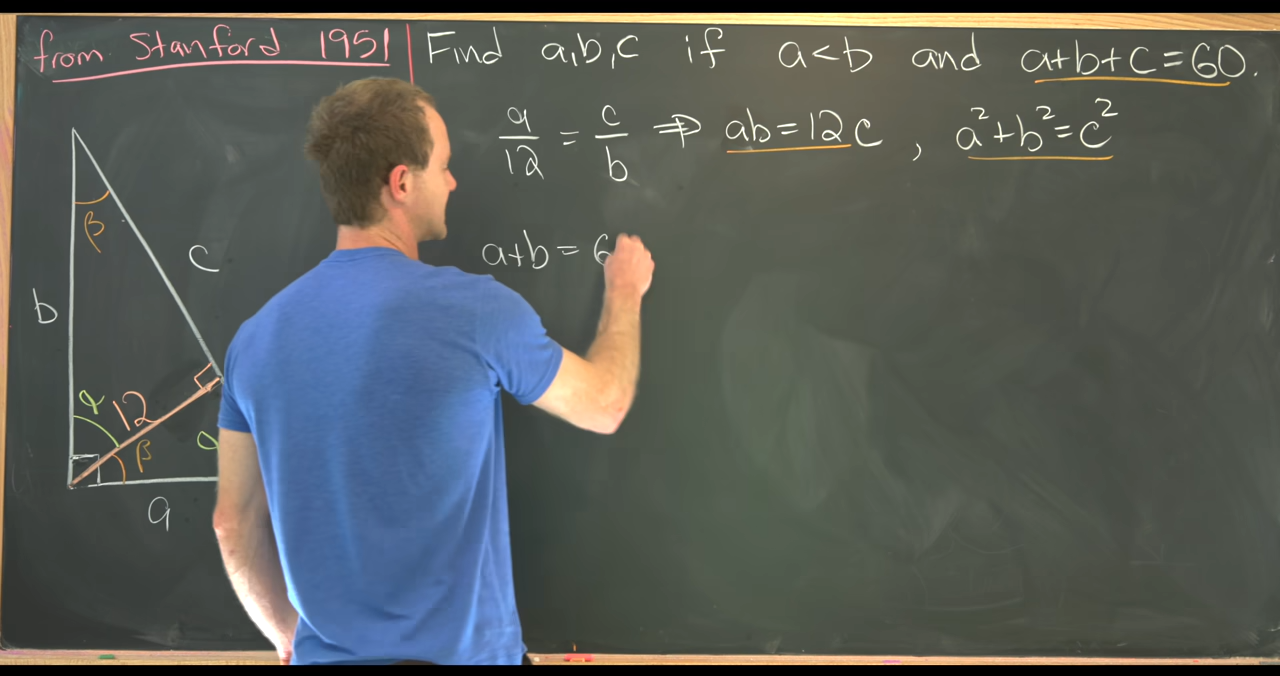 from Stanford 1951
Find a,b,c if a<b and a+b+c=60.
a/12 = c/b ⇒ ab=12c, a²+b²=c²
a+b=6
β
c
b
α
12
β
a